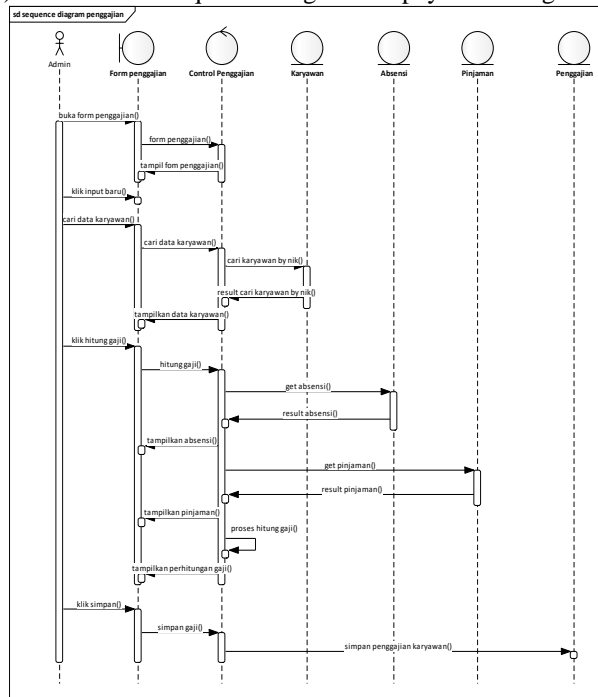 sd sequence diagram penggajian
Admin
Form penggajian
Control Penggajian
Karyawan
Absensi
Pinjaman
Penggajian
buka form penggajian()
form penggajian()
tampil fom penggajian()
klik input baru()
cari data karyawan()
cari data karyawan()
cari karyawan by nik()
result cari karyawan by nik()
tampilkan data karyawan()
klik hitung gaji()
hitung gaji()
get absensi()
result absensi()
tampilkan absensi()
get pinjaman()
result pinjaman()
tampilkan pinjaman()
proses hitung gaji()
tampilkan perhitungan gaji()
klik simpan()
simpan gaji()
simpan penggajian karyawan()